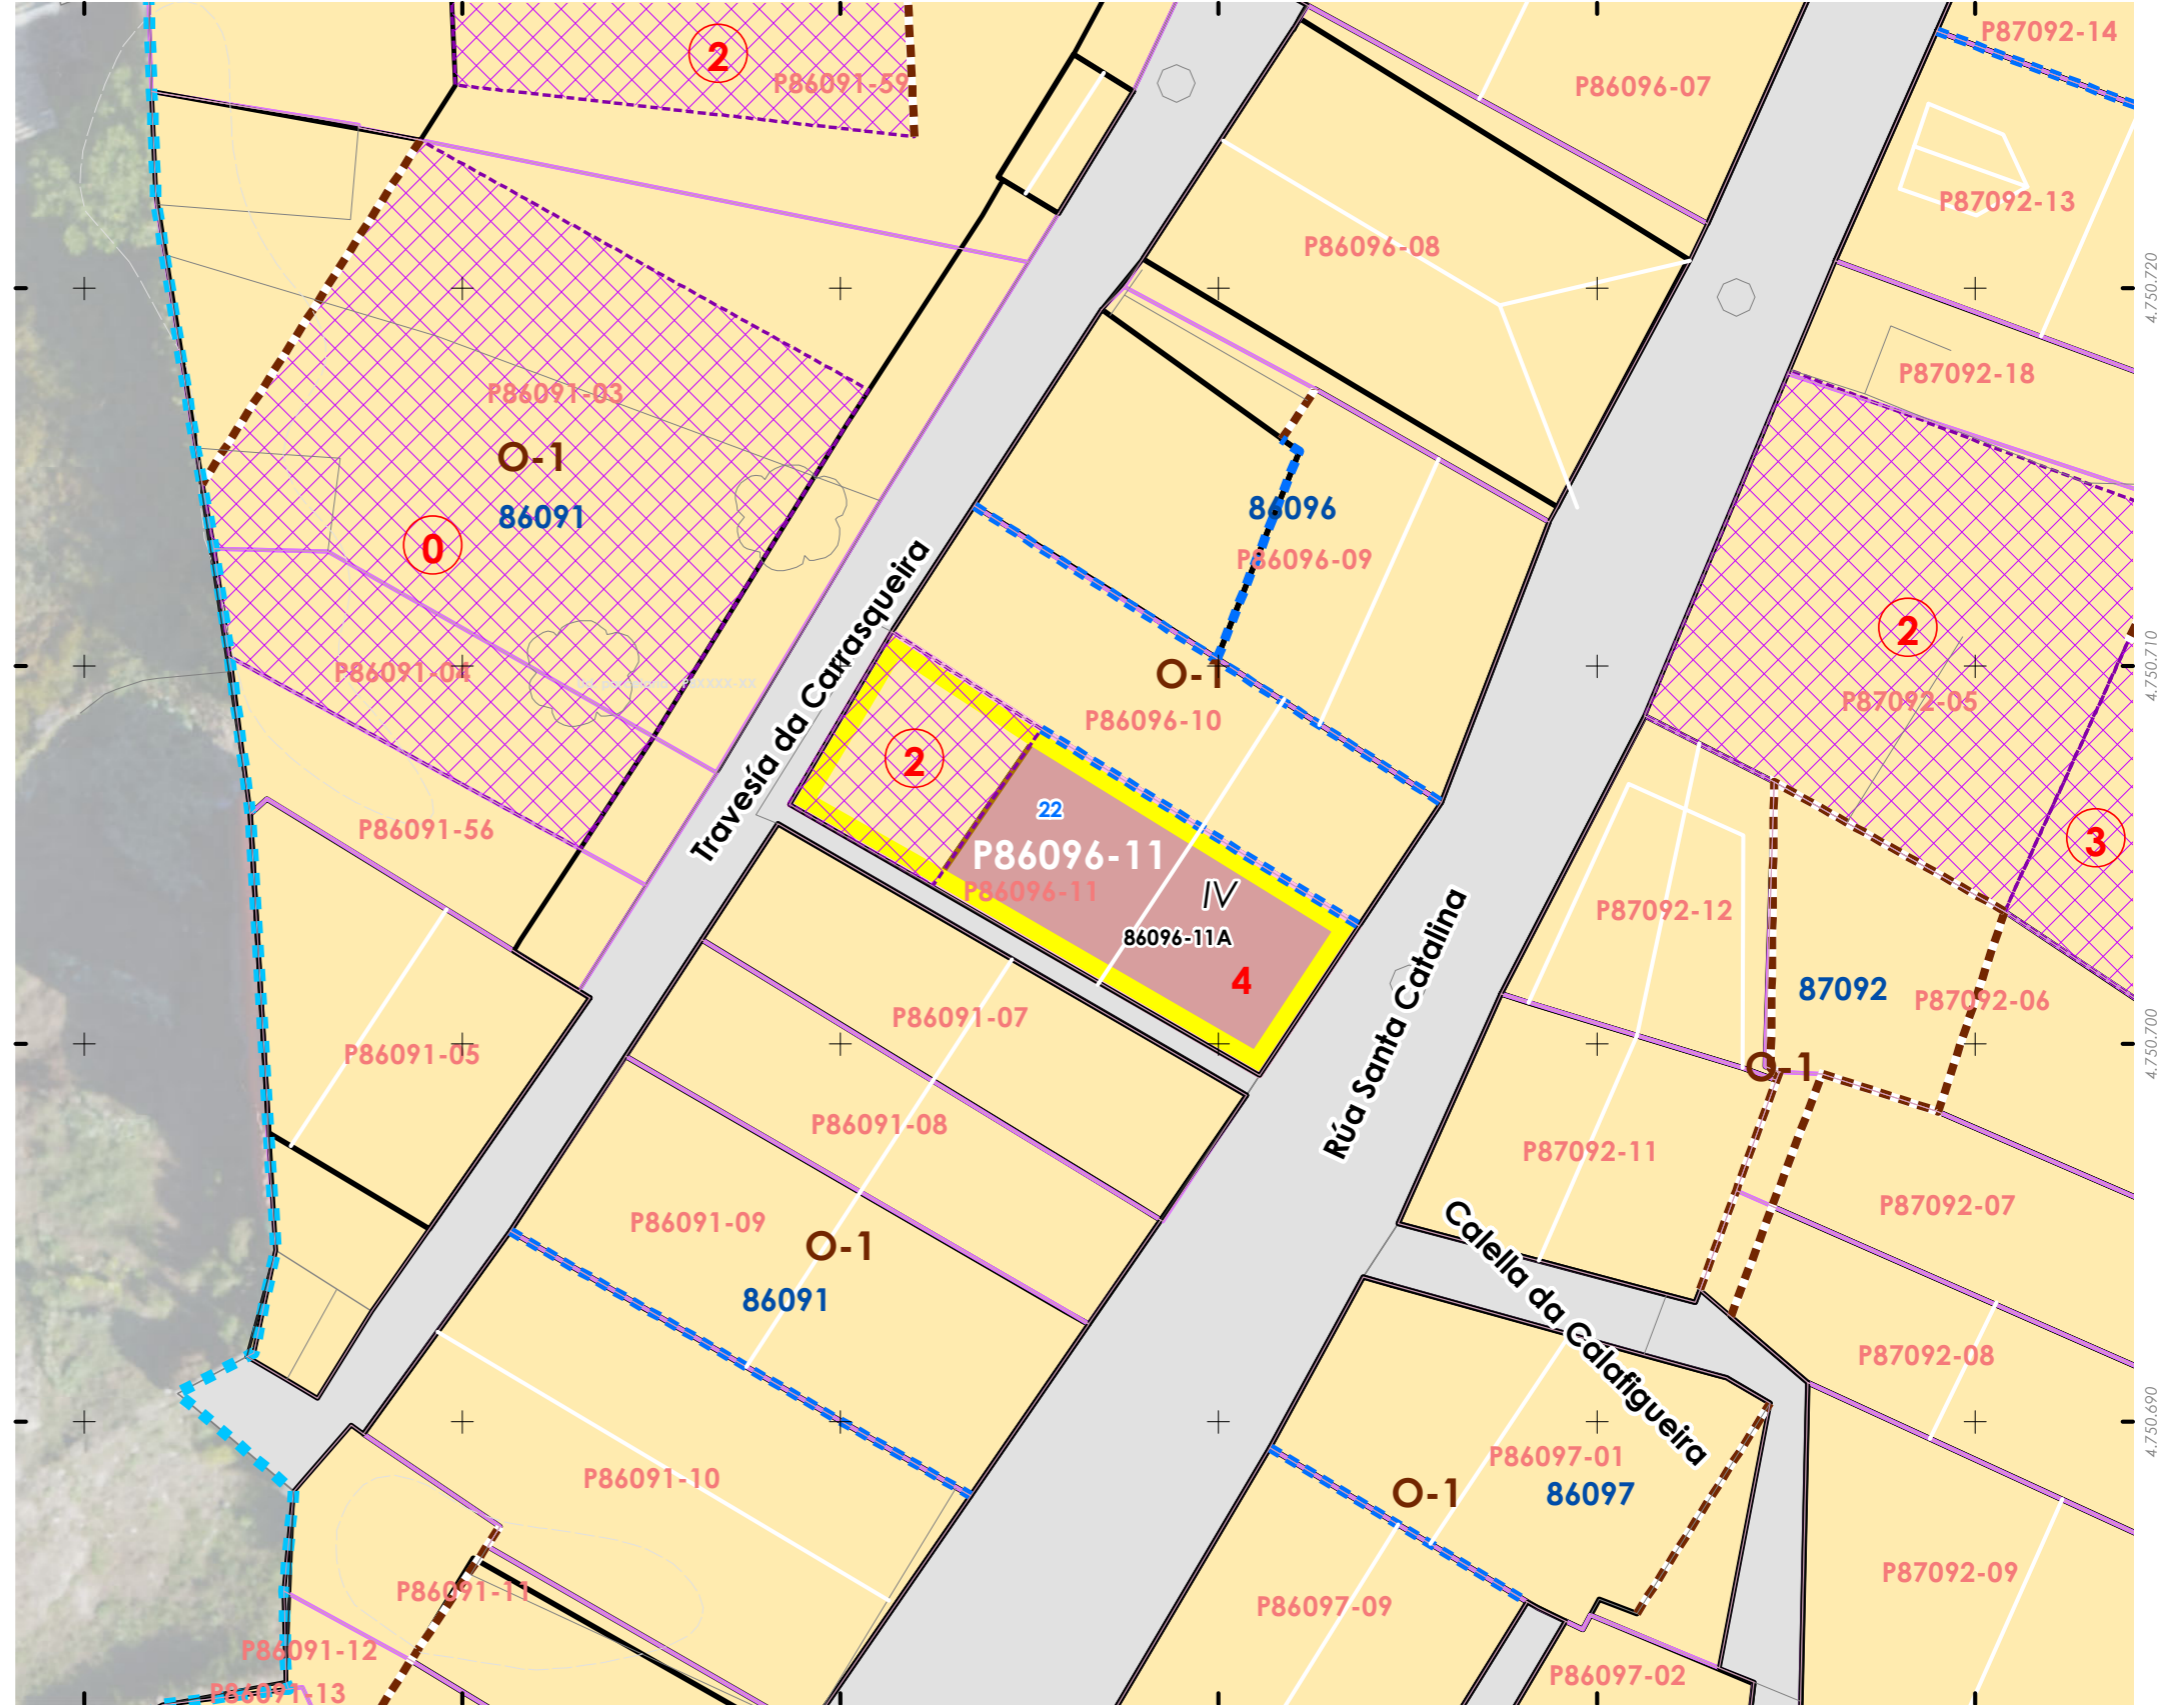 P87092-14
2
P86091-59
P86096-07
P87092-13
P86096-08
4.750.720
P87092-18
P86091-03
O-1
86091
0
86096
P86096-09
Travesía da Carrasqueira
2
P86091-04
O-1
4.750.710
P87092-05
P86096-10
2
22
P86091-56
3
P86096-11
P86096-11
IV
86096-11A
4
P87092-12
Rúa Santa Catalina
87092
P87092-06
P86091-07
P86091-05
O-1
4.750.700
P86091-08
P87092-11
P86091-09
O-1
P87092-07
86091
Calella da Calafigueira
P87092-08
4.750.690
P86097-01
P86091-10
O-1
86097
P87092-09
P86091-11
P86097-09
P86091-12
P86097-02
P86091-13